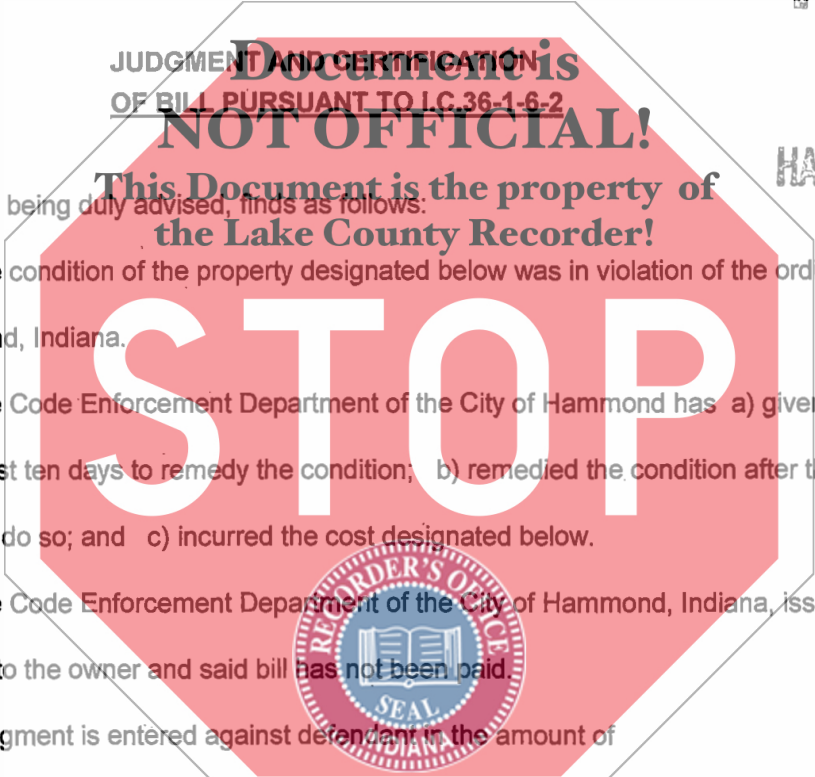 JUDGMENT AND CERTIFICATION
OF BILL PURSUANT TO I.C.36-1-6-2
Document is
NOT OFFICIAL!
This Document is the property of
the Lake County Recorder!
HA
being duly advised, finds as follows:
condition of the property designated below was in violation of the ord
d, Indiana.
STOP
Code Enforcement Department of the City of Hammond has a) given
st ten days to remedy the condition; b) remedied the condition after th
do so; and c) incurred the cost designated below.
Code Enforcement Department of the City of Hammond, Indiana, iss
o the owner and said bill has not been paid.
gment is entered against defendant in the amount of
RECORDER'S OFFICE
SEAL
INDIANA